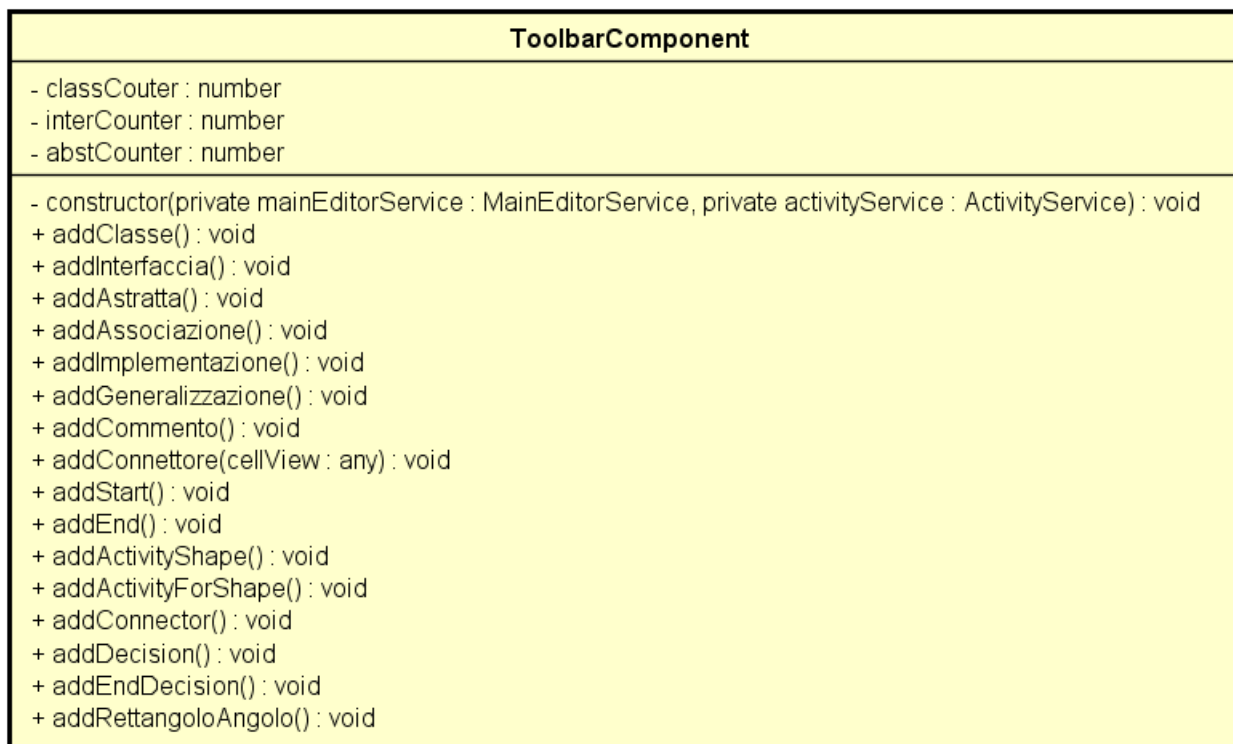 ToolbarComponent
- classCouter : number
- interCounter : number
- abstCounter : number
- constructor(private mainEditorService : MainEditorService, private activityService : ActivityService) : void
+ addClasse() : void
+ addInterfaccia() : void
+ addAstratta() : void
+ addAssociazione() : void
+ addImplementazione() : void
+ addGeneralizzazione() : void
+ addCommento() : void
+ addConnettore(cellView : any) : void
+ addStart() : void
+ addEnd() : void
+ addActivityShape() : void
+ addActivityForShape() : void
+ addConnector() : void
+ addDecision() : void
+ addEndDecision() : void
+ addRettangoloAngolo() : void